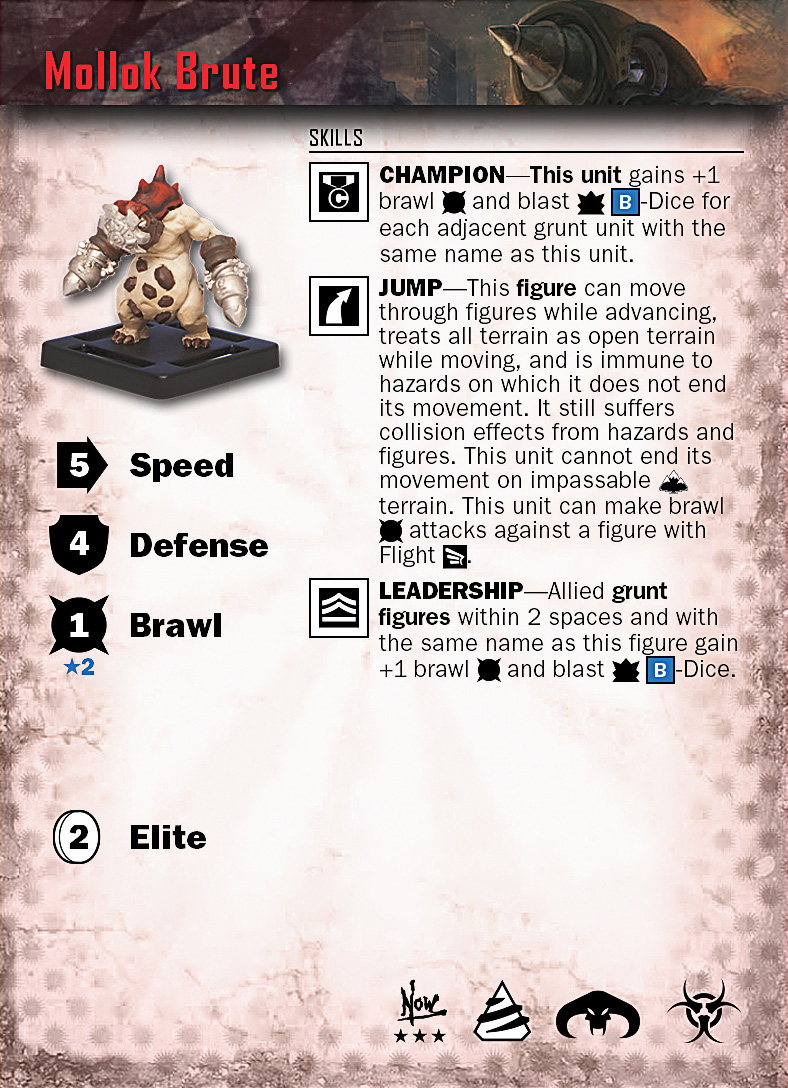 Mollok Brute
SKILLS
C
CHAMPION—This unit gains +1
brawl and blast B-Dice for
each adjacent grunt unit with the
same name as this unit.
JUMP—This figure can move
through figures while advancing,
treats all terrain as open terrain
while moving, and is immune to
hazards on which it does not end
its movement. It still suffers
collision effects from hazards and
figures. This unit cannot end its
movement on impassable
terrain. This unit can make brawl
attacks against a figure with
Flight .
LEADERSHIP—Allied grunt
figures within 2 spaces and with
the same name as this figure gain
+1 brawl and blast B-Dice.
5 Speed
4 Defense
1 Brawl
★2
2 Elite
Now
★★★